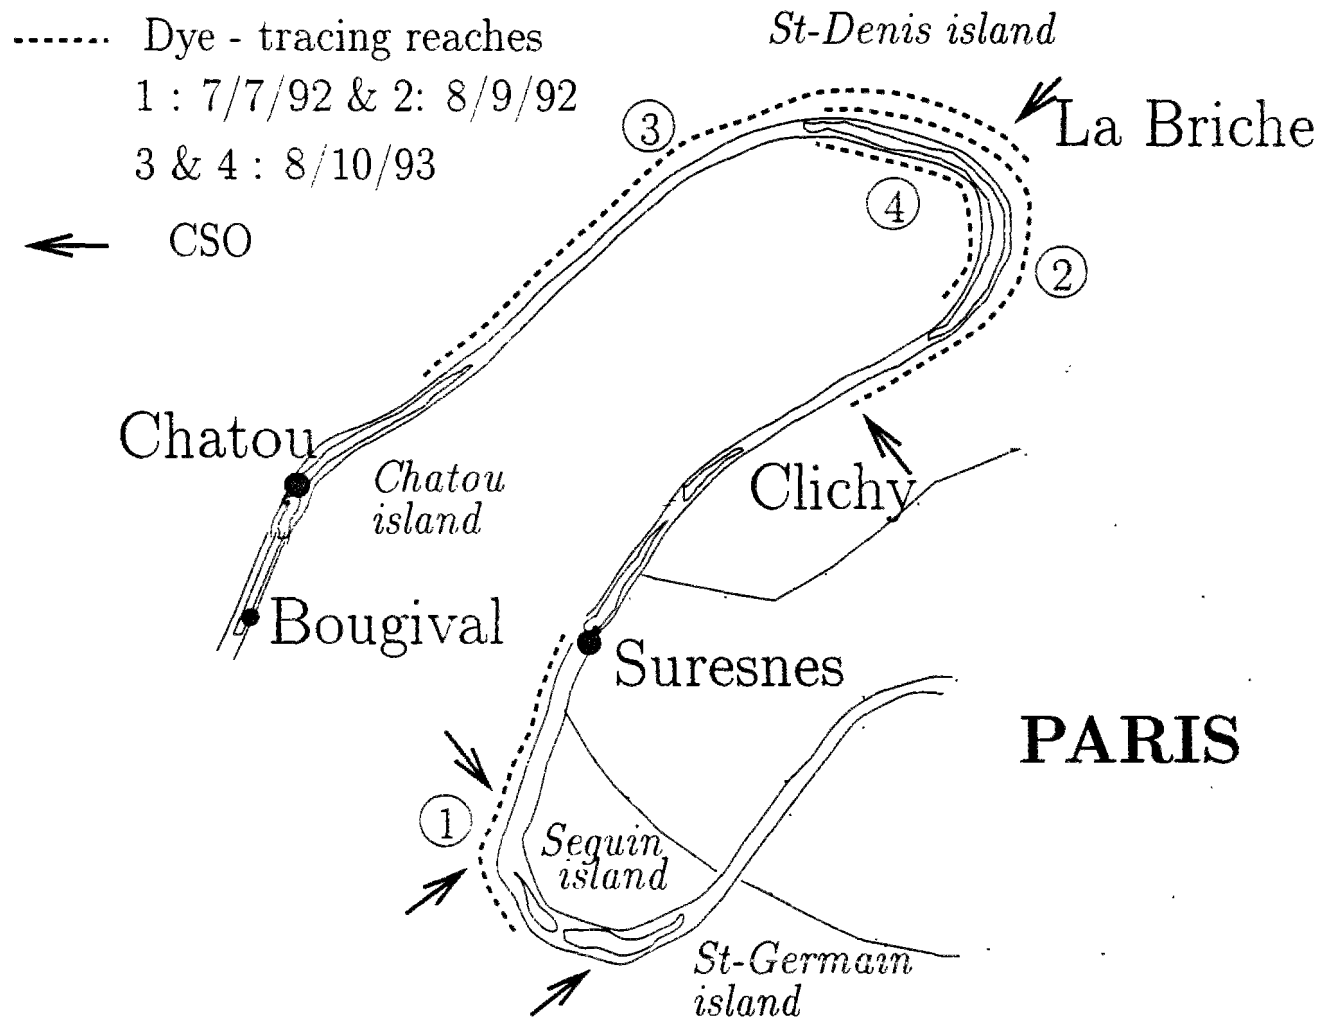 Dye - tracing reaches
1 : 7/7/92 & 2: 8/9/92
3 & 4 : 8/10/93
CSO
St-Denis island
La Briche
3
4
2
Chatou
Chatou
island
Clichy
Bougival
Suresnes
PARIS
1
Seguin
island
St-Germain
island